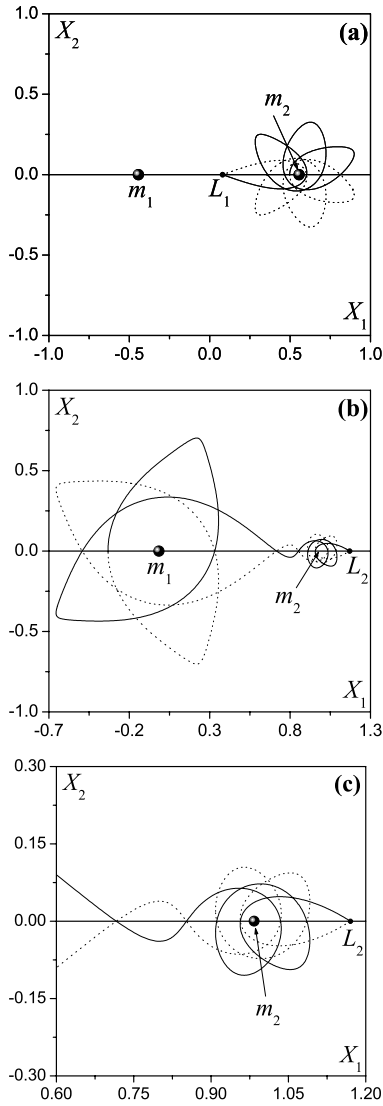 X2 (a)
1.0
0.5
m2
0.0
m1 L1
-0.5
-1.0 X1
-1.0 -0.5 0.0 0.5 1.0
1.0 X2 (b)
0.5
0.0
m1 m2 L2
-0.5
-1.0 X1
-0.7 -0.2 0.3 0.8 1.3
0.30 X2 (c)
0.15
0.00
L2
-0.15 m2
-0.30 X1
0.60 0.75 0.90 1.05 1.20